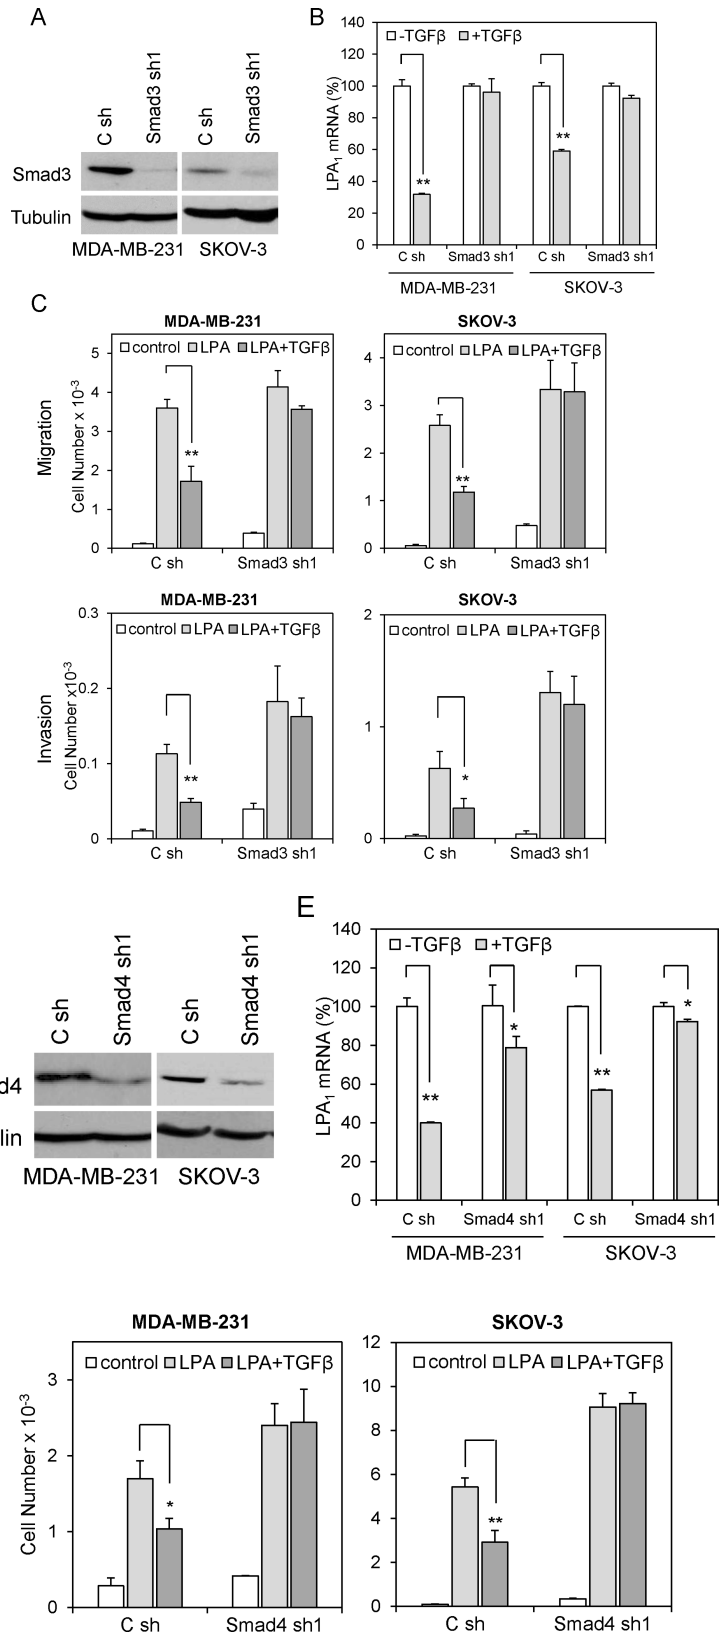 A
C sh
Smad3 sh1
C sh
Smad3 sh1
Smad3
Tubulin
MDA-MB-231 SKOV-3
B
-TGFβ +TGFβ
LPA1 mRNA (%)
140
120
100
80
60
40
20
0
**
**
C sh Smad3 sh1 C sh Smad3 sh1
MDA-MB-231 SKOV-3
C
MDA-MB-231
control LPA LPA+TGFβ
Migration
Cell Number x 10-3
5
4
3
2
1
0
**
C sh Smad3 sh1
SKOV-3
control LPA LPA+TGFβ
4
3
2
1
0
**
C sh Smad3 sh1
MDA-MB-231
control LPA LPA+TGFβ
Invasion
Cell Number x10-3
0.3
0.2
0.1
0
**
C sh Smad3 sh1
SKOV-3
control LPA LPA+TGFβ
2
1
0
*
C sh Smad3 sh1
C sh
Smad4 sh1
C sh
Smad4 sh1
d4
lin
MDA-MB-231 SKOV-3
E
-TGFβ +TGFβ
LPA1 mRNA (%)
140
120
100
80
60
40
20
0
**
*
**
*
C sh Smad4 sh1 C sh Smad4 sh1
MDA-MB-231 SKOV-3
MDA-MB-231
control LPA LPA+TGFβ
Cell Number x 10-3
3
2
1
0
*
C sh Smad4 sh1
SKOV-3
control LPA LPA+TGFβ
12
10
8
6
4
2
0
**
C sh Smad4 sh1